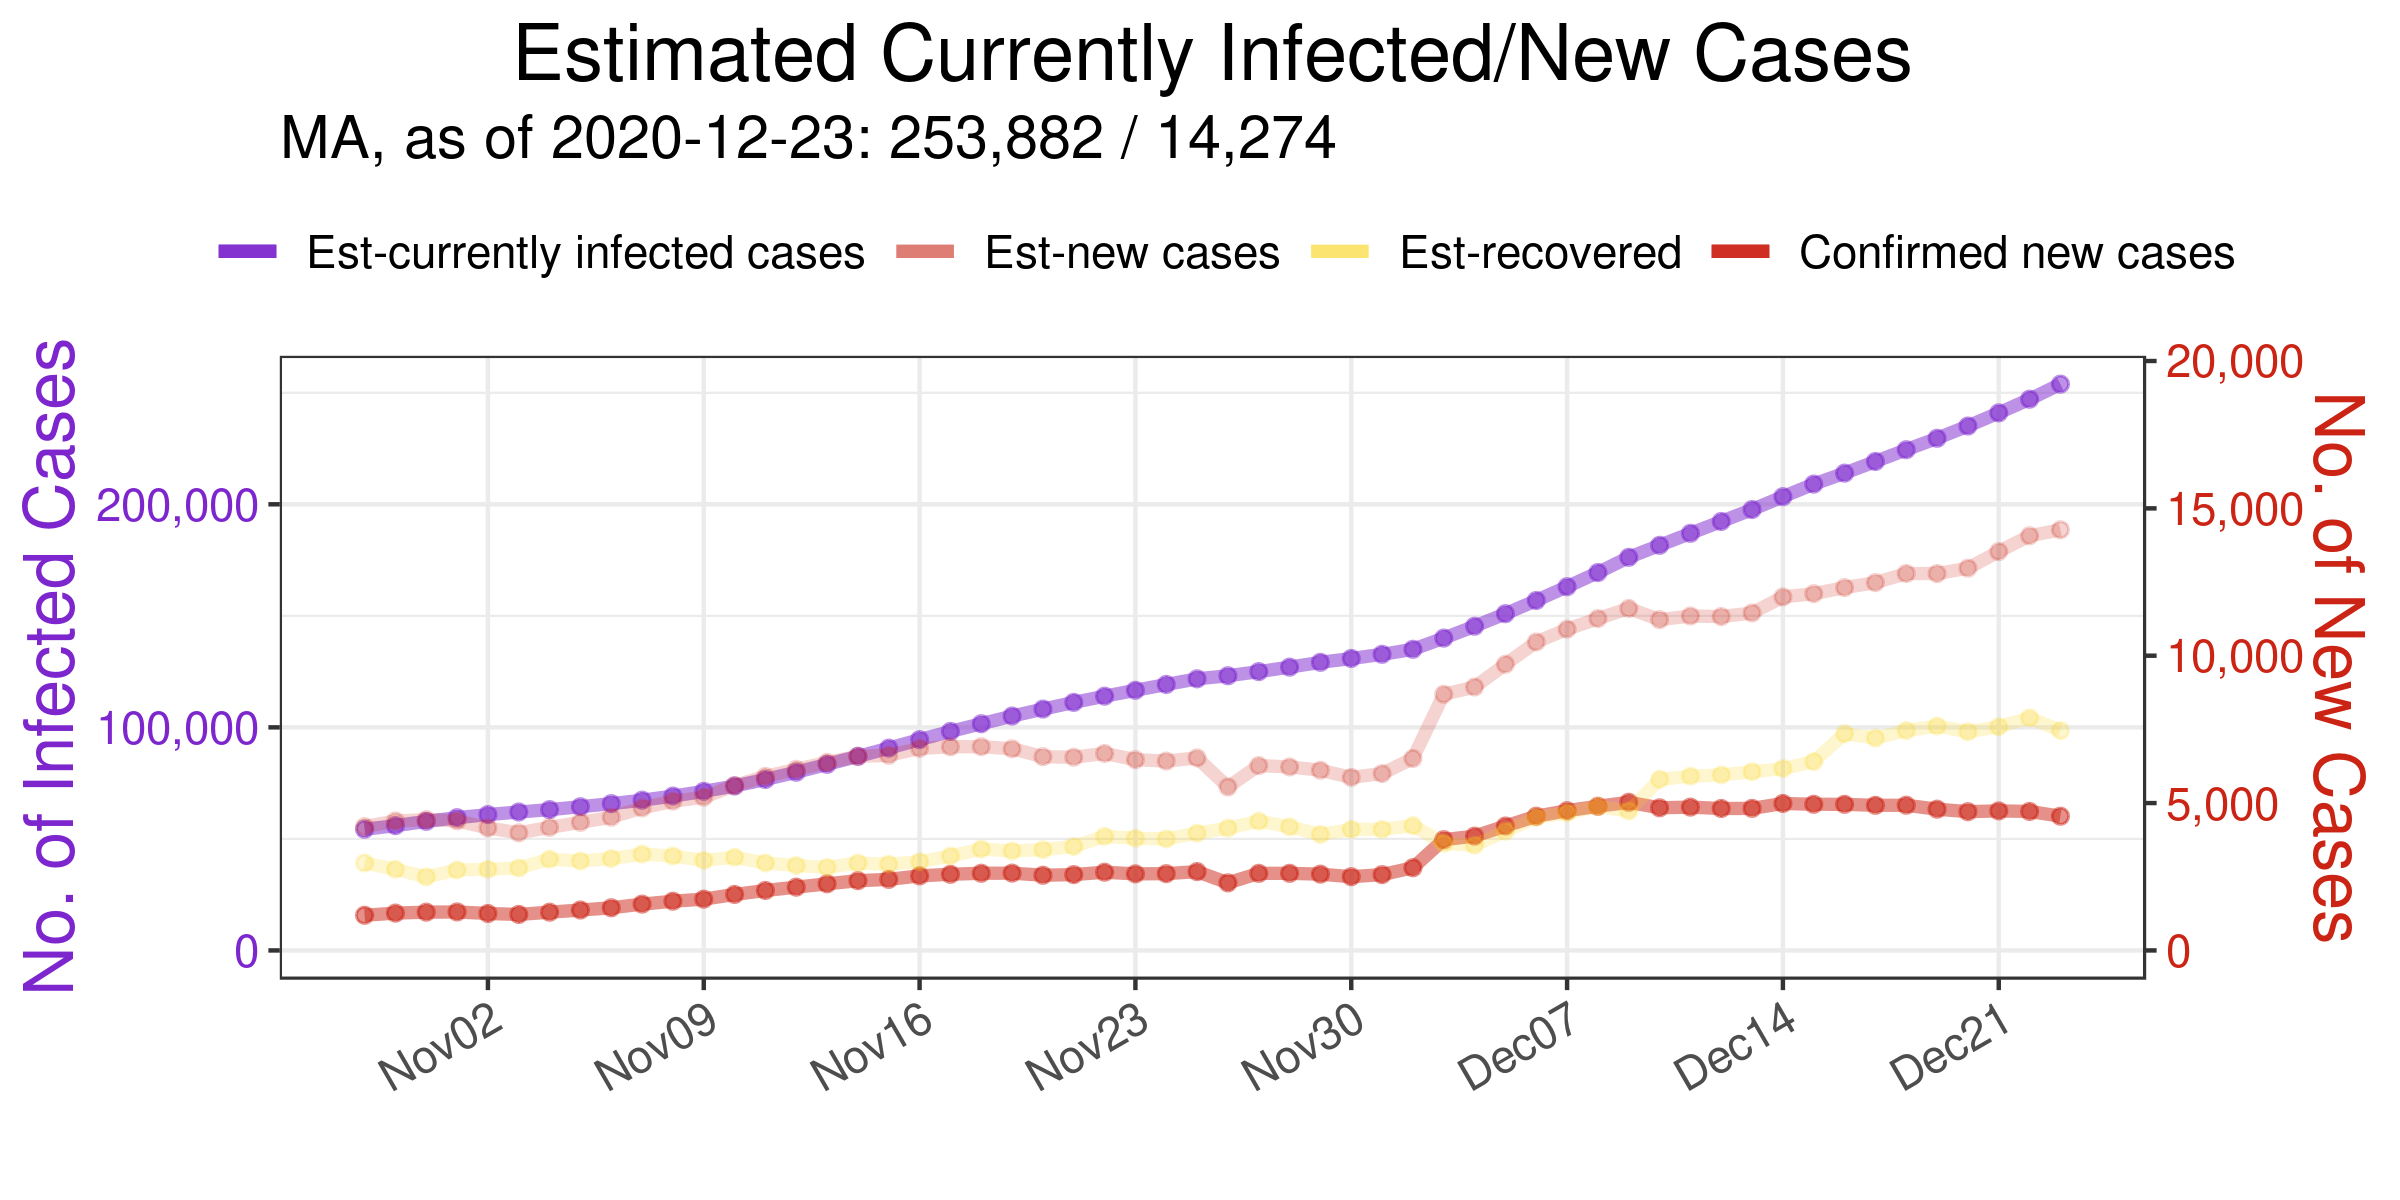 Estimated Currently Infected/New Cases
MA, as of 2020-12-23: 253,882 / 14,274
Est-currently infected cases
Est-new cases
Est-recovered
Confirmed new cases
No. of Infected Cases
200,000
100,000
0
20,000
15,000
10,000
5,000
0
No. of New Cases
Nov02
Nov09
Nov16
Nov23
Nov30
Dec07
Dec14
Dec21